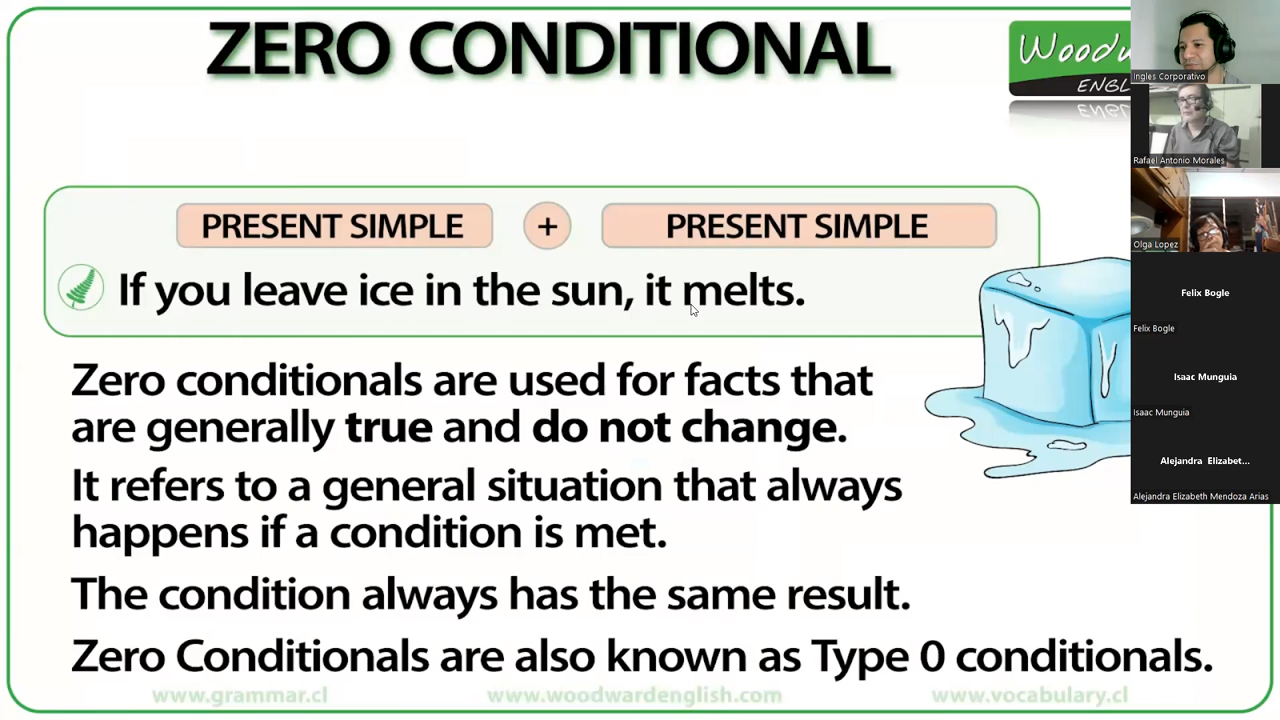 ZERO CONDITIONAL
PRESENT SIMPLE + PRESENT SIMPLE
If you leave ice in the sun, it melts.
Zero conditionals are used for facts that
are generally true and do not change.
It refers to a general situation that always
happens if a condition is met.
The condition always has the same result.
Zero Conditionals are also known as Type 0 conditionals.
www.grammar.cl www.woodwardenglish.com www.vocabulary.cl
Ingles Corporativo
Rafael Antonio Morales
Olga Lopez
Felix Bogle
Felix Bogle
Isaac Munguia
Isaac Munguia
Alejandra Elizabet...
Alejandra Elizabeth Mendoza Arias